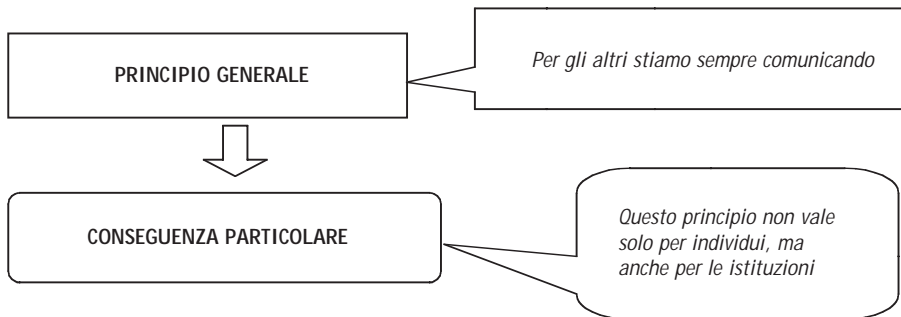 PRINCIPIO GENERALE
Per gli altri stiamo sempre comunicando
CONSEGUENZA PARTICOLARE
Questo principio non vale
solo per individui, ma
anche per le istituzioni